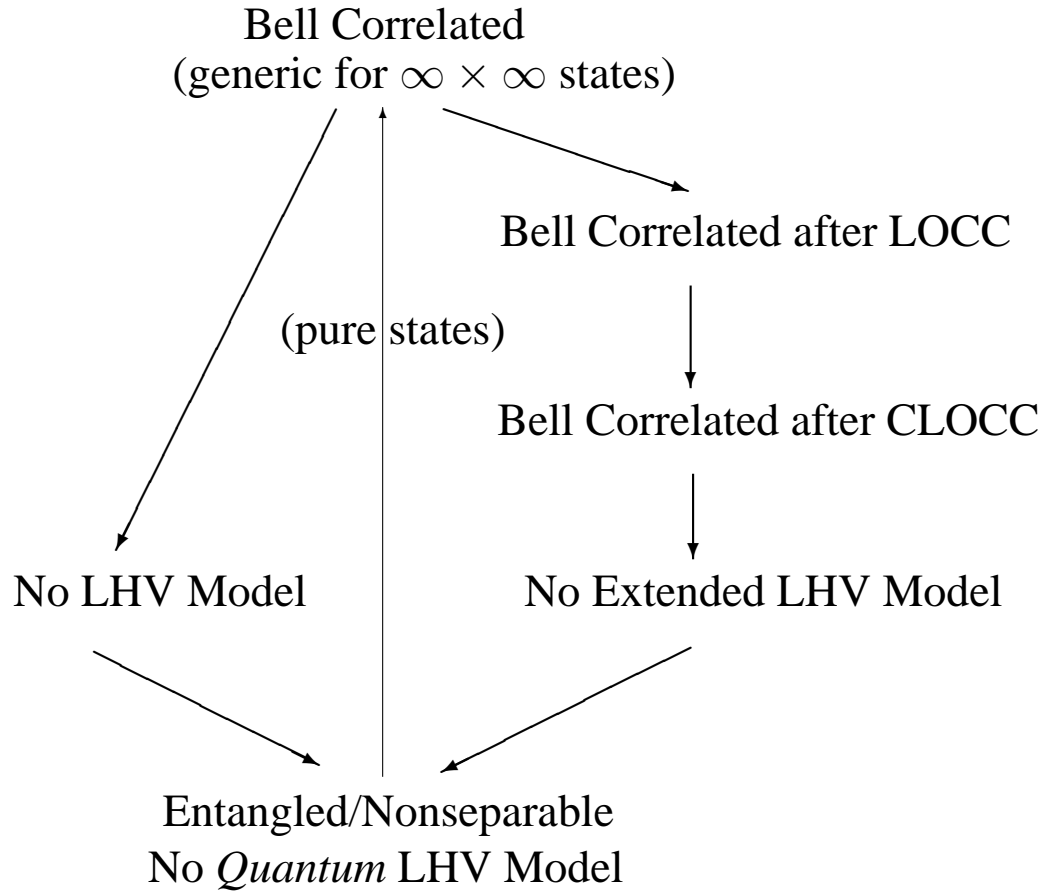 Bell Correlated
(generic for ∞ × ∞ states)
Bell Correlated after LOCC
(pure states)
Bell Correlated after CLOCC
No LHV Model
No Extended LHV Model
Entangled/Nonseparable
No Quantum LHV Model